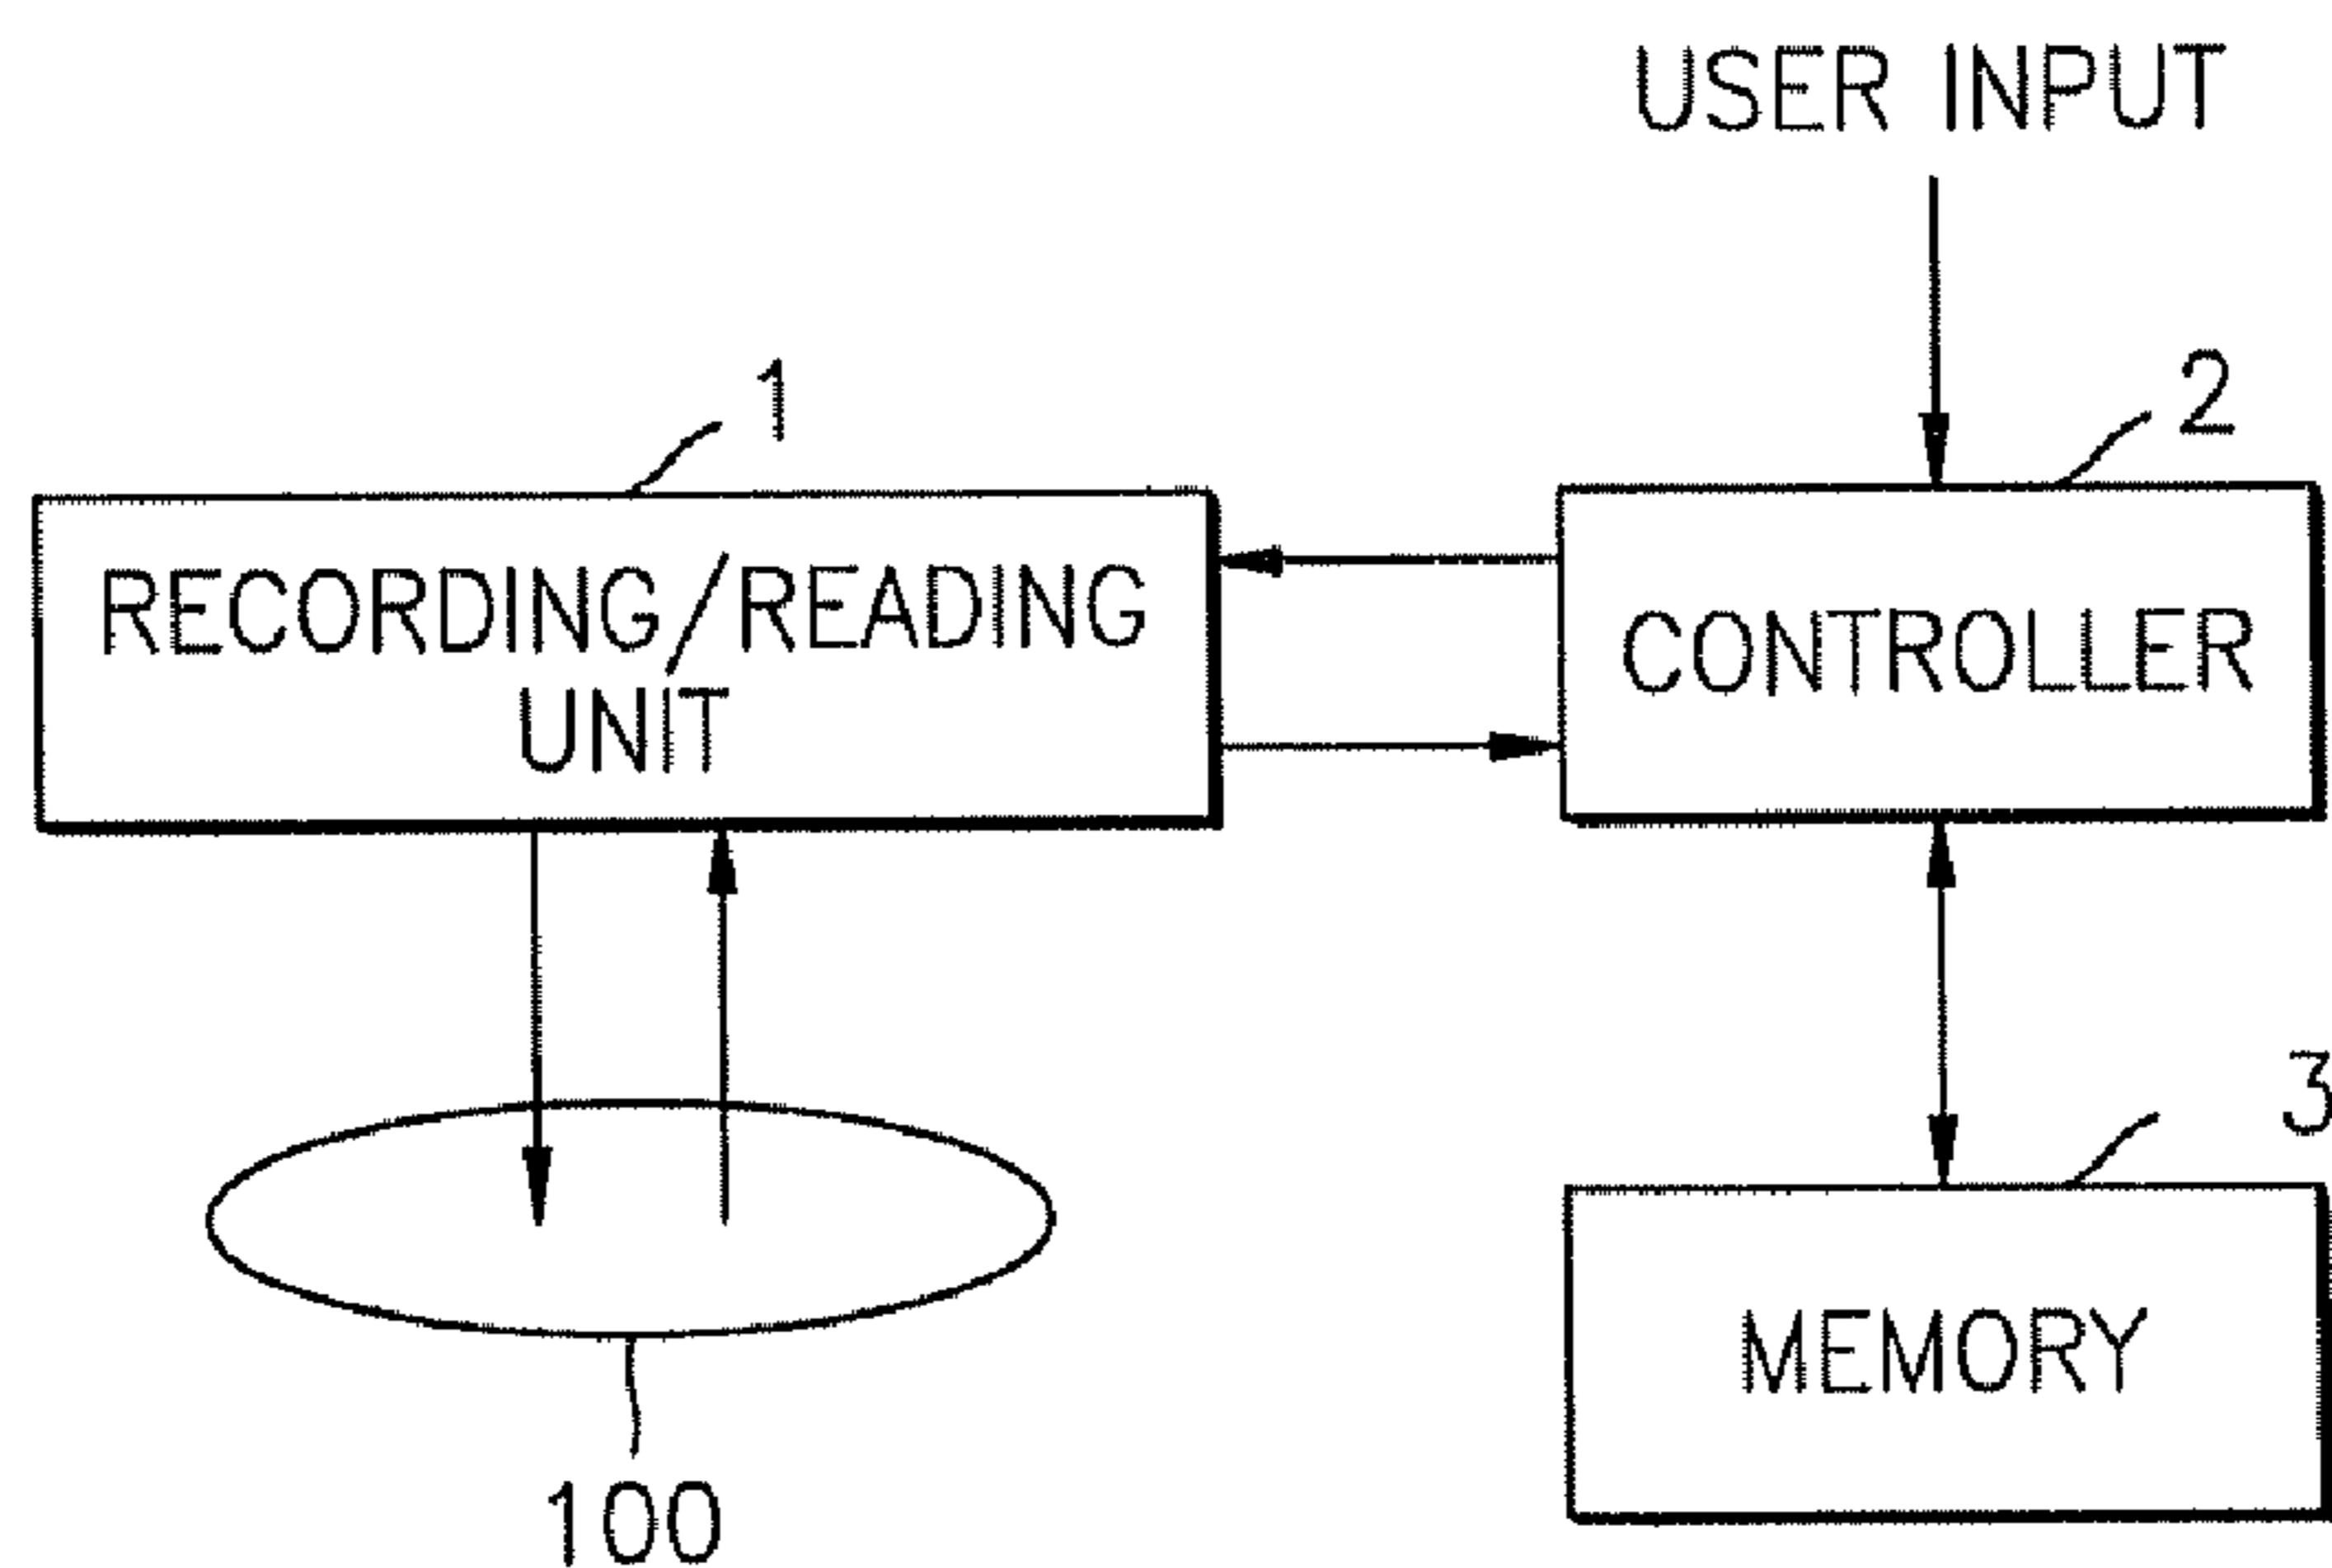 USER INPUT
1
2
RECORDING/READING
UNIT
CONTROLLER
3
MEMORY
100